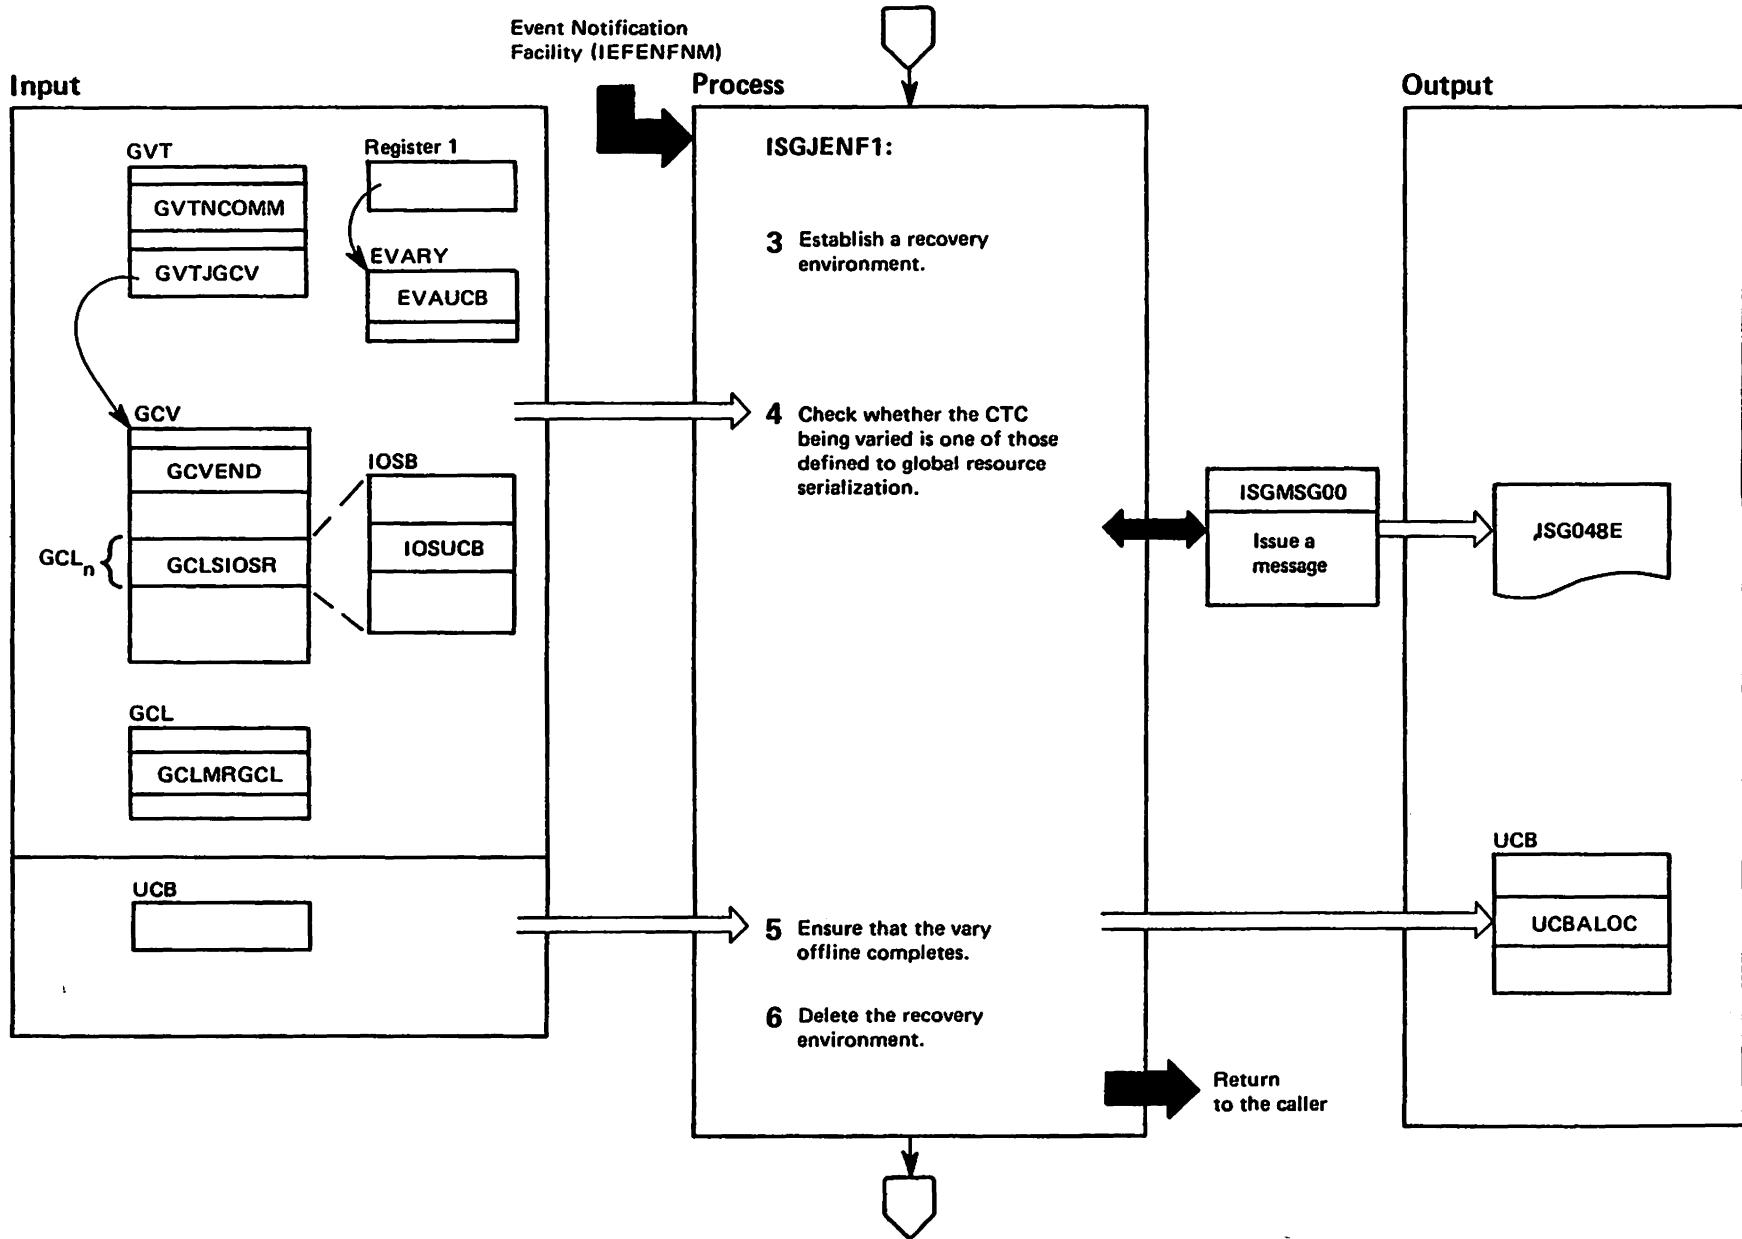 Event Notification
Facility (IEFENFNM)
Input
Process
Output
GVT
GVTNCOMM
GVTJGCV
Register 1
EVARY
EVAUCB
GCV
GCVEND
GCLn
GCLSIOSR
IOSB
IOSUCB
GCL
GCLMRGCL
UCB
ISGJENF1:
3 Establish a recovery
environment.
4 Check whether the CTC
being varied is one of those
defined to global resource
serialization.
ISGMSG00
Issue a
message
ISG048E
5 Ensure that the vary
offline completes.
UCB
UCBALOC
6 Delete the recovery
environment.
Return
to the caller